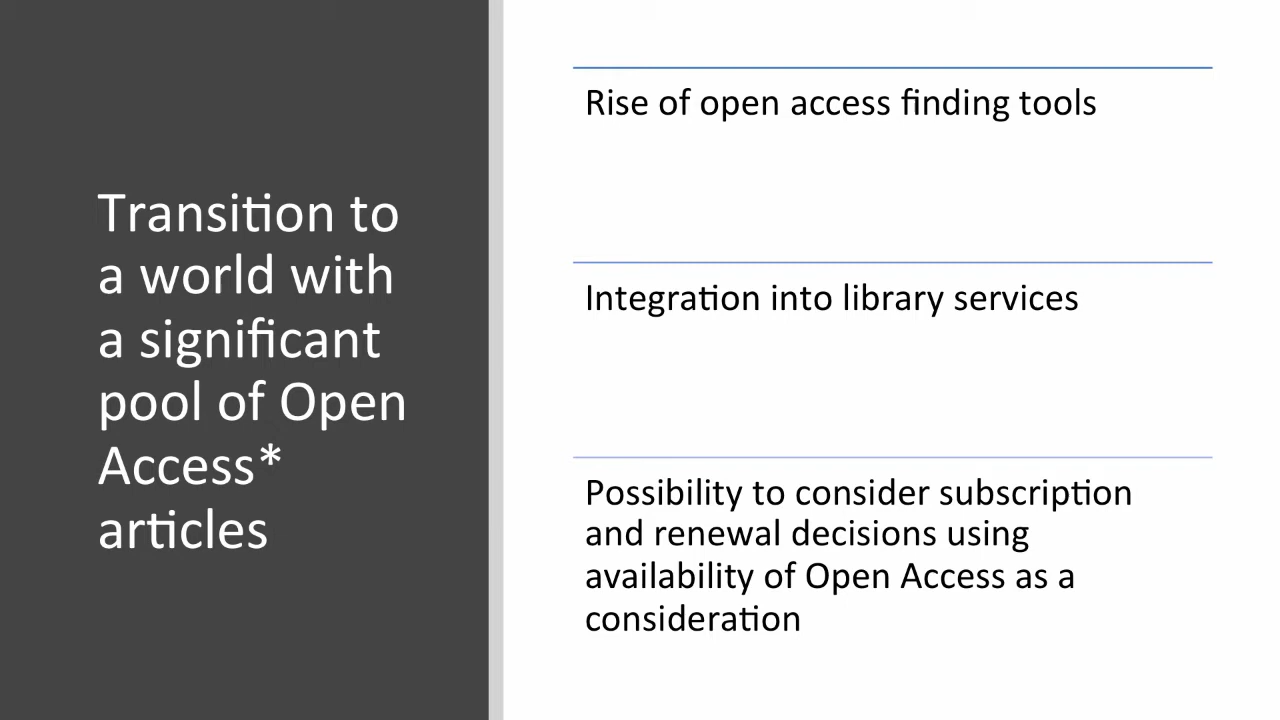 Transition to
a world with
a significant
pool of Open
Access*
articles
Rise of open access finding tools
Integration into library services
Possibility to consider subscription
and renewal decisions using
availability of Open Access as a
consideration